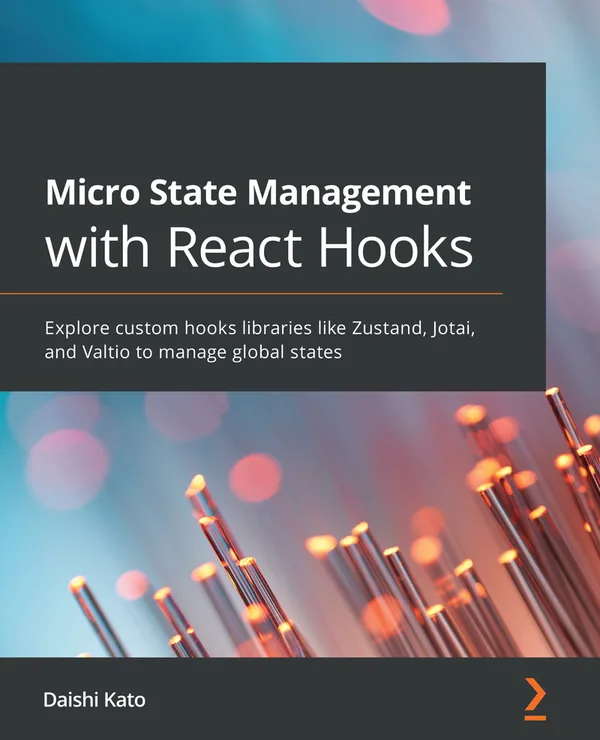 Micro State Management
with React Hooks
Explore custom hooks libraries like Zustand, Jotai,
and Valtio to manage global states
Daishi Kato